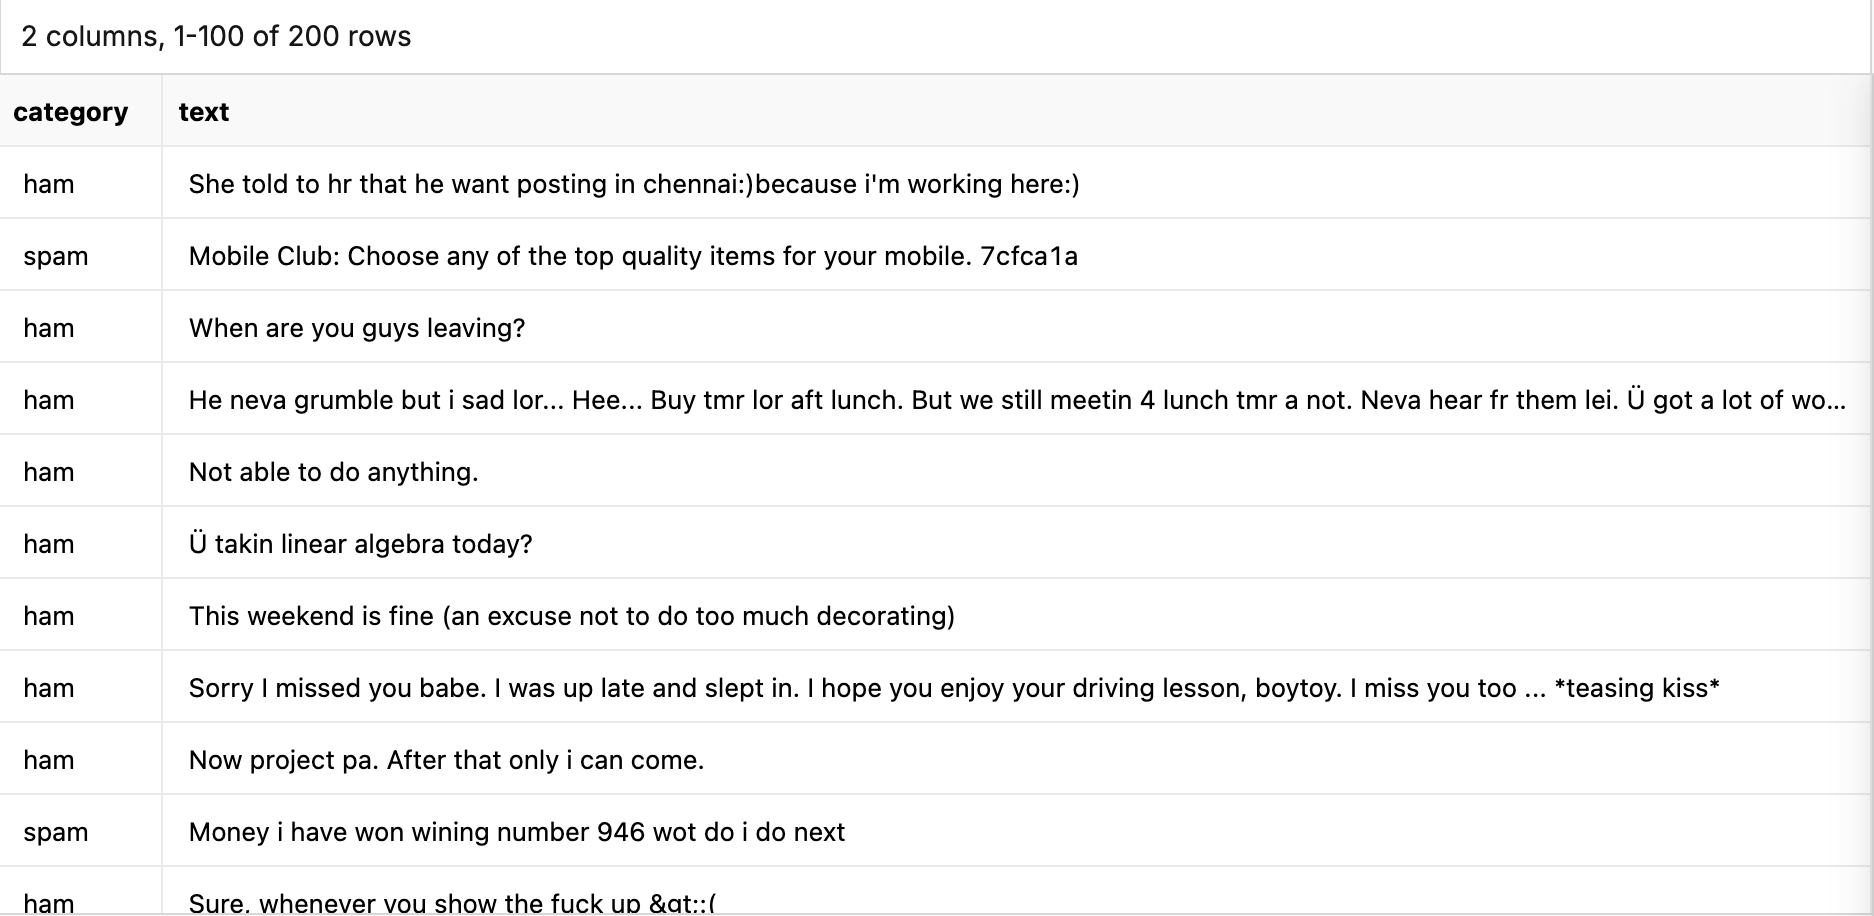 2 columns, 1-100 of 200 rows
category text
ham She told to hr that he want posting in chennai:)because i'm working here:)
spam Mobile Club: Choose any of the top quality items for your mobile. 7cfca1a
ham When are you guys leaving?
ham He neva grumble but i sad lor... Hee... Buy tmr lor aft lunch. But we still meetin 4 lunch tmr a not. Neva hear fr them lei. Ü got a lot of wo...
ham Not able to do anything.
ham Ü takin linear algebra today?
ham This weekend is fine (an excuse not to do too much decorating)
ham Sorry I missed you babe. I was up late and slept in. I hope you enjoy your driving lesson, boytoy. I miss you too ... *teasing kiss*
ham Now project pa. After that only i can come.
spam Money i have won wining number 946 wot do i do next
ham Sure, whenever you show the fuck up &gt;:(